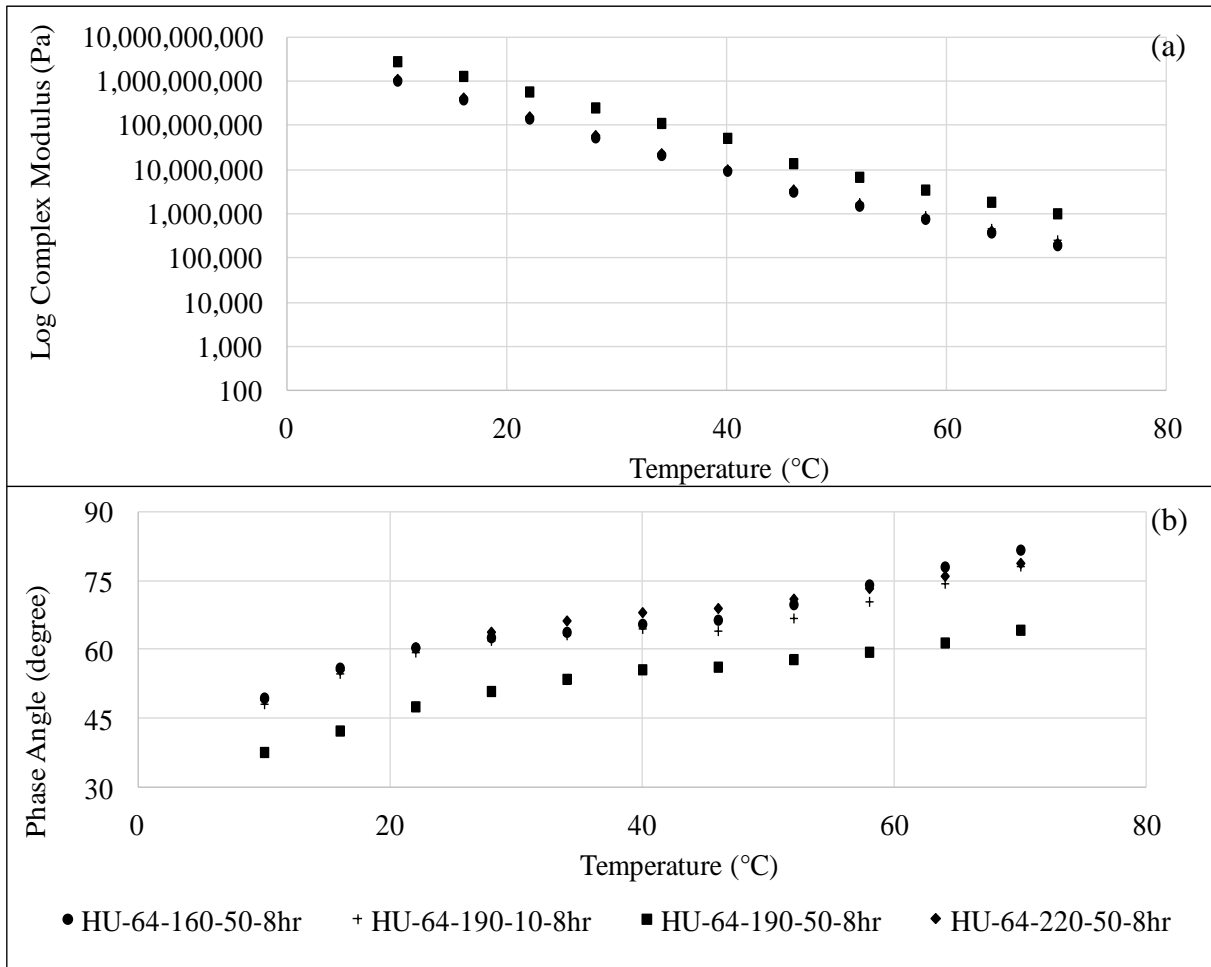 (a)
Log Complex Modulus (Pa)
10,000,000,000
1,000,000,000
100,000,000
10,000,000
1,000,000
100,000
10,000
1,000
100
0 20 40 60 80
Temperature (°C)
(b)
Phase Angle (degree)
90
75
60
45
30
0 20 40 60 80
Temperature (°C)
HU-64-160-50-8hr HU-64-190-10-8hr HU-64-190-50-8hr HU-64-220-50-8hr